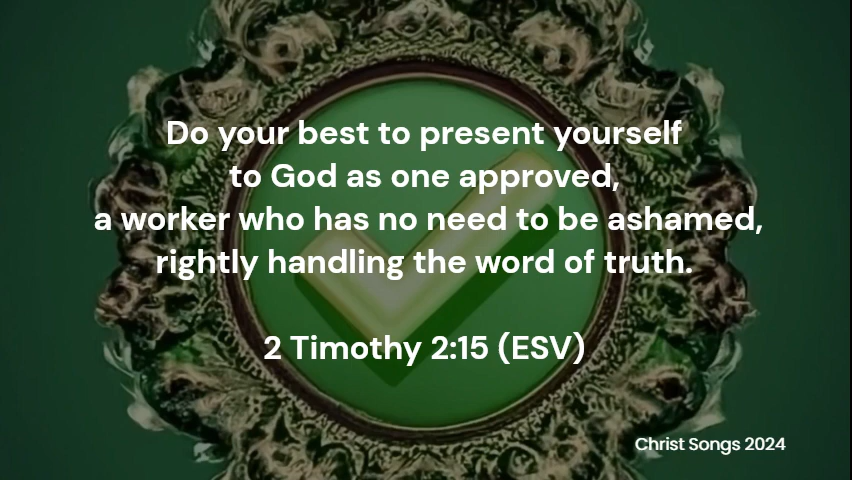 Do your best to present yourself
to God as one approved,
a worker who has no need to be ashamed,
rightly handling the word of truth.
2 Timothy 2:15 (ESV)
Christ Songs 2024